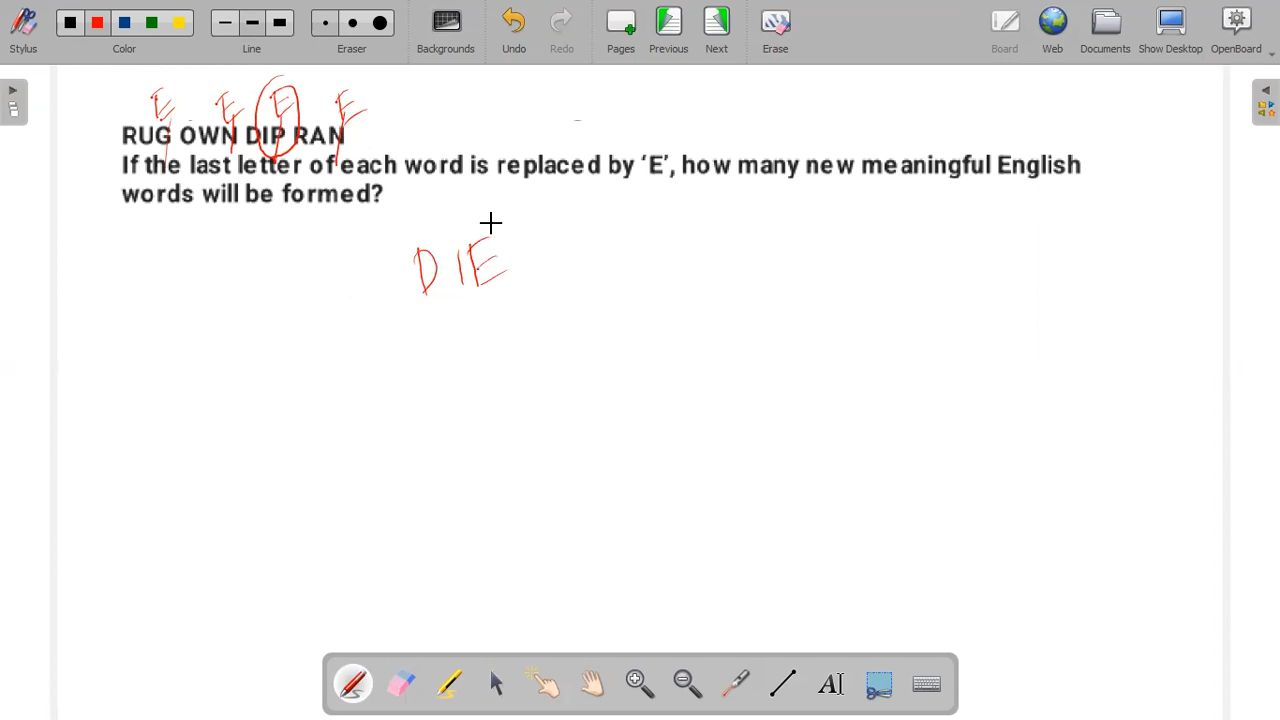 Stylus Color Line Eraser Backgrounds Undo Redo Pages Previous Next Erase Board Web Documents Show Desktop OpenBoard
E E E E
RUG OWN DIP RAN
If the last letter of each word is replaced by ‘E’, how many new meaningful English
words will be formed?
DIE